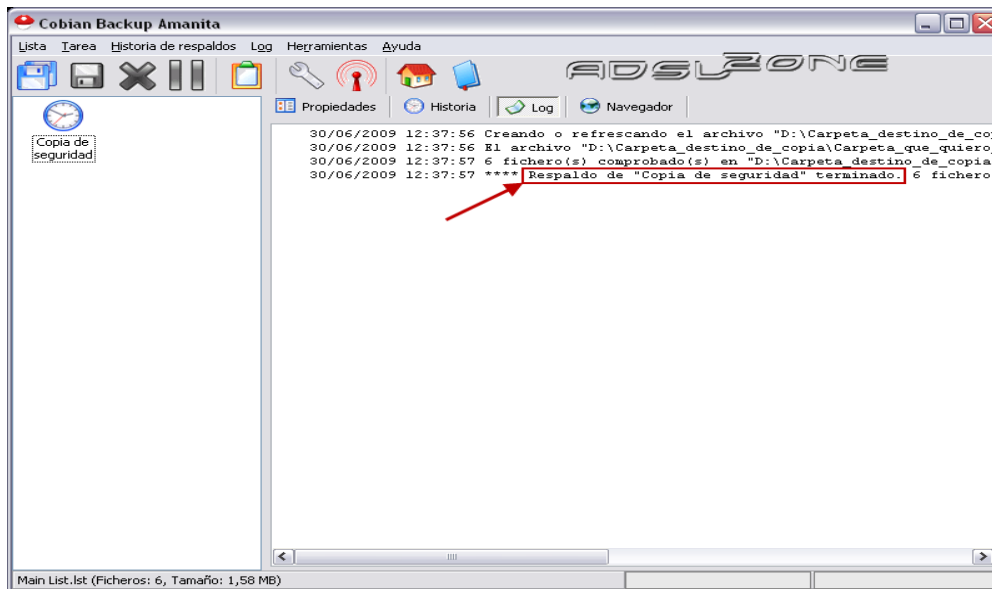 Cobian Backup Amanita
Lista Tarea Historia de respaldos Log Herramientas Ayuda
ADSLZONE
Propiedades Historia Log Navegador
Copia de
seguridad
30/06/2009 12:37:56 Creando o refrescando el archivo "D:\Carpeta_destino_de_co
30/06/2009 12:37:56 El archivo "D:\Carpeta_destino_de_copia\Carpeta_que_quiero_
30/06/2009 12:37:57 6 fichero(s) comprobado(s) en "D:\Carpeta_destino_de_copia
30/06/2009 12:37:57 **** Respaldo de "Copia de seguridad" terminado. 6 fichero
Main List.lst (Ficheros: 6, Tamaño: 1,58 MB)